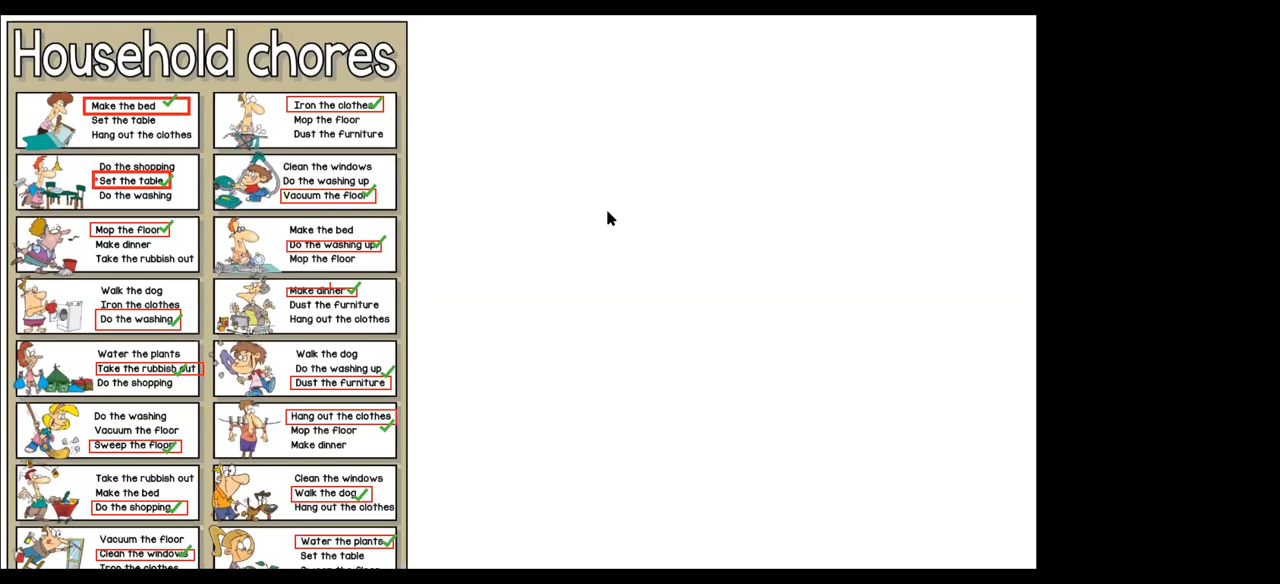 Household chores
Make the bed
Set the table
Hang out the clothes
Iron the clothes
Mop the floor
Dust the furniture
Do the shopping
Set the table
Do the washing
Clean the windows
Do the washing up
Vacuum the floor
Mop the floor
Make dinner
Take the rubbish out
Make the bed
Do the washing up
Mop the floor
Walk the dog
Iron the clothes
Do the washing
Make dinner
Dust the furniture
Hang out the clothes
Water the plants
Take the rubbish out
Do the shopping
Walk the dog
Do the washing up
Dust the furniture
Do the washing
Vacuum the floor
Sweep the floor
Hang out the clothes
Mop the floor
Make dinner
Take the rubbish out
Make the bed
Do the shopping
Clean the windows
Walk the dog
Hang out the clothes
Vacuum the floor
Clean the windows
Iron the clothes
Water the plants
Set the table
Sweep the floor